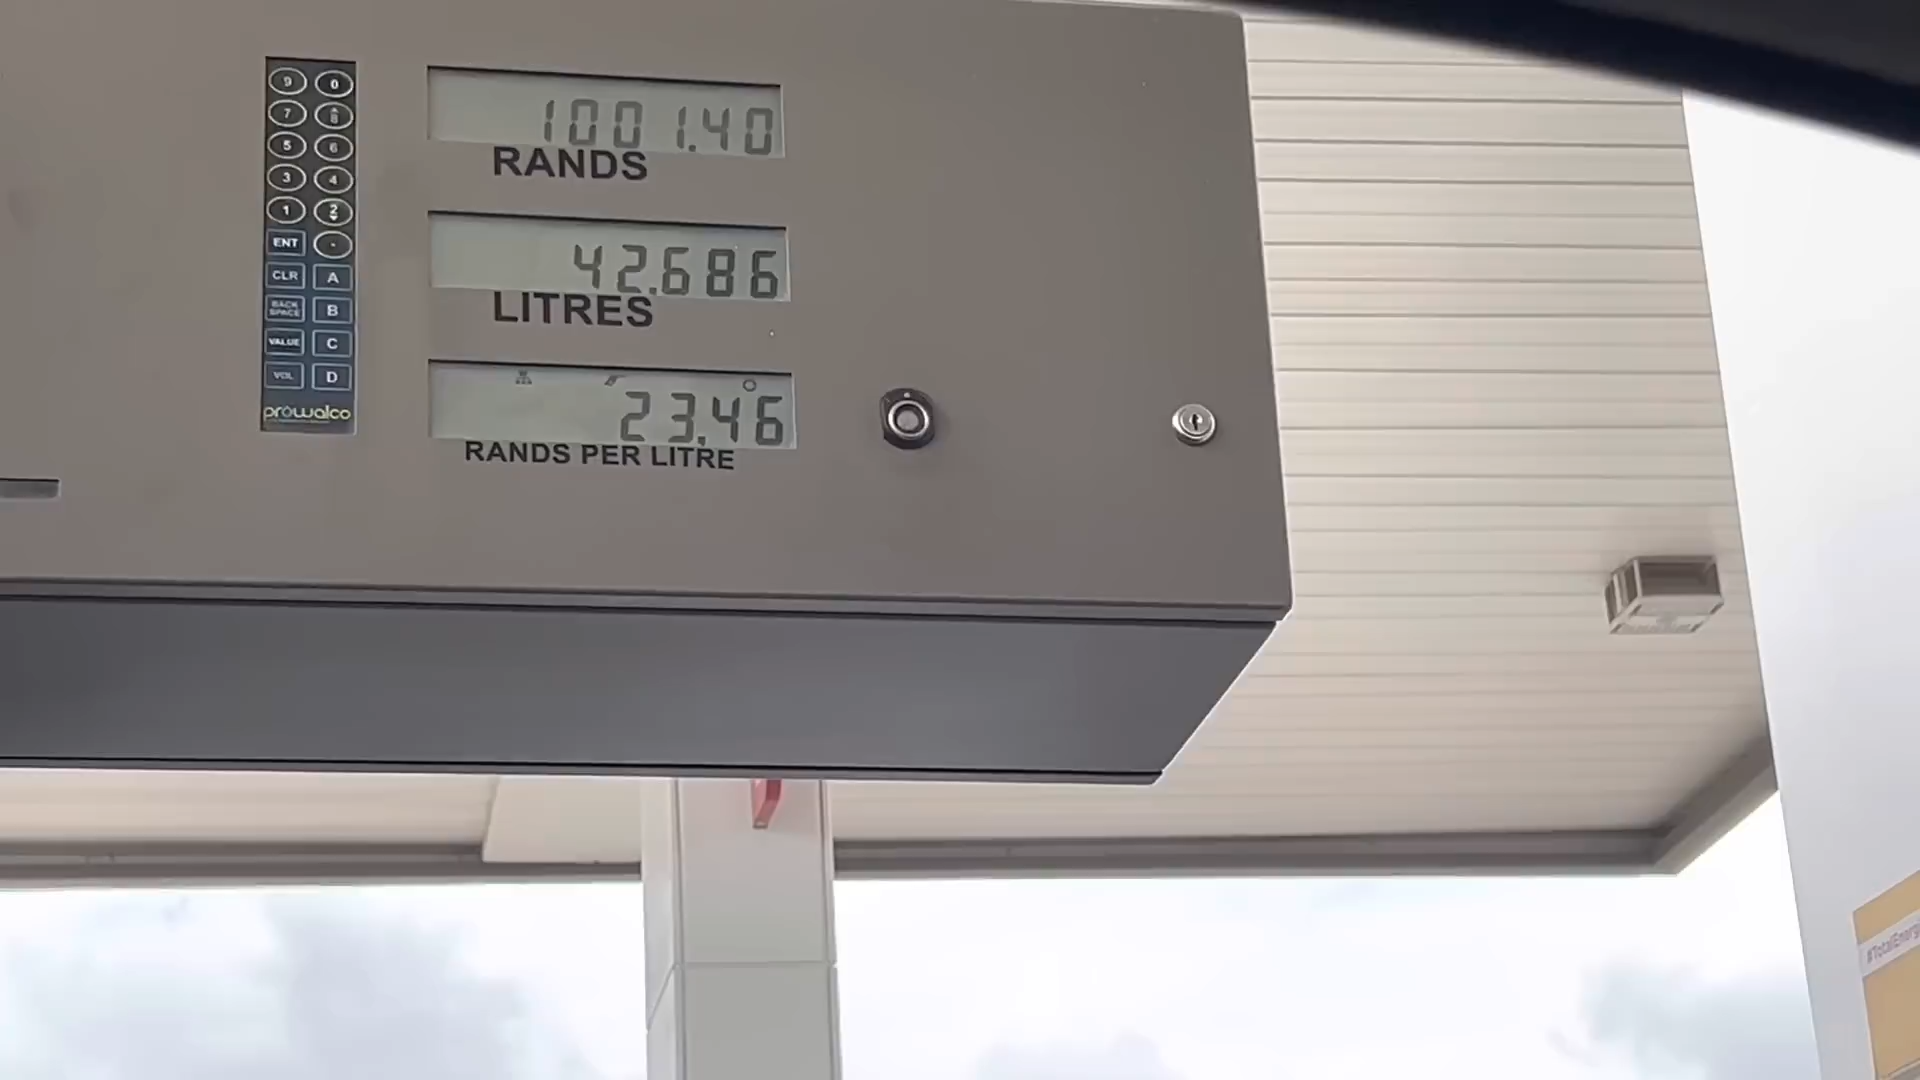 9 0
7 8
5 6
3 4
1 2
ENT .
CLR A
BACK SPACE B
VALUE C
VOL D
prowalco
1001.40
RANDS
42.686
LITRES
23.46
RANDS PER LITRE